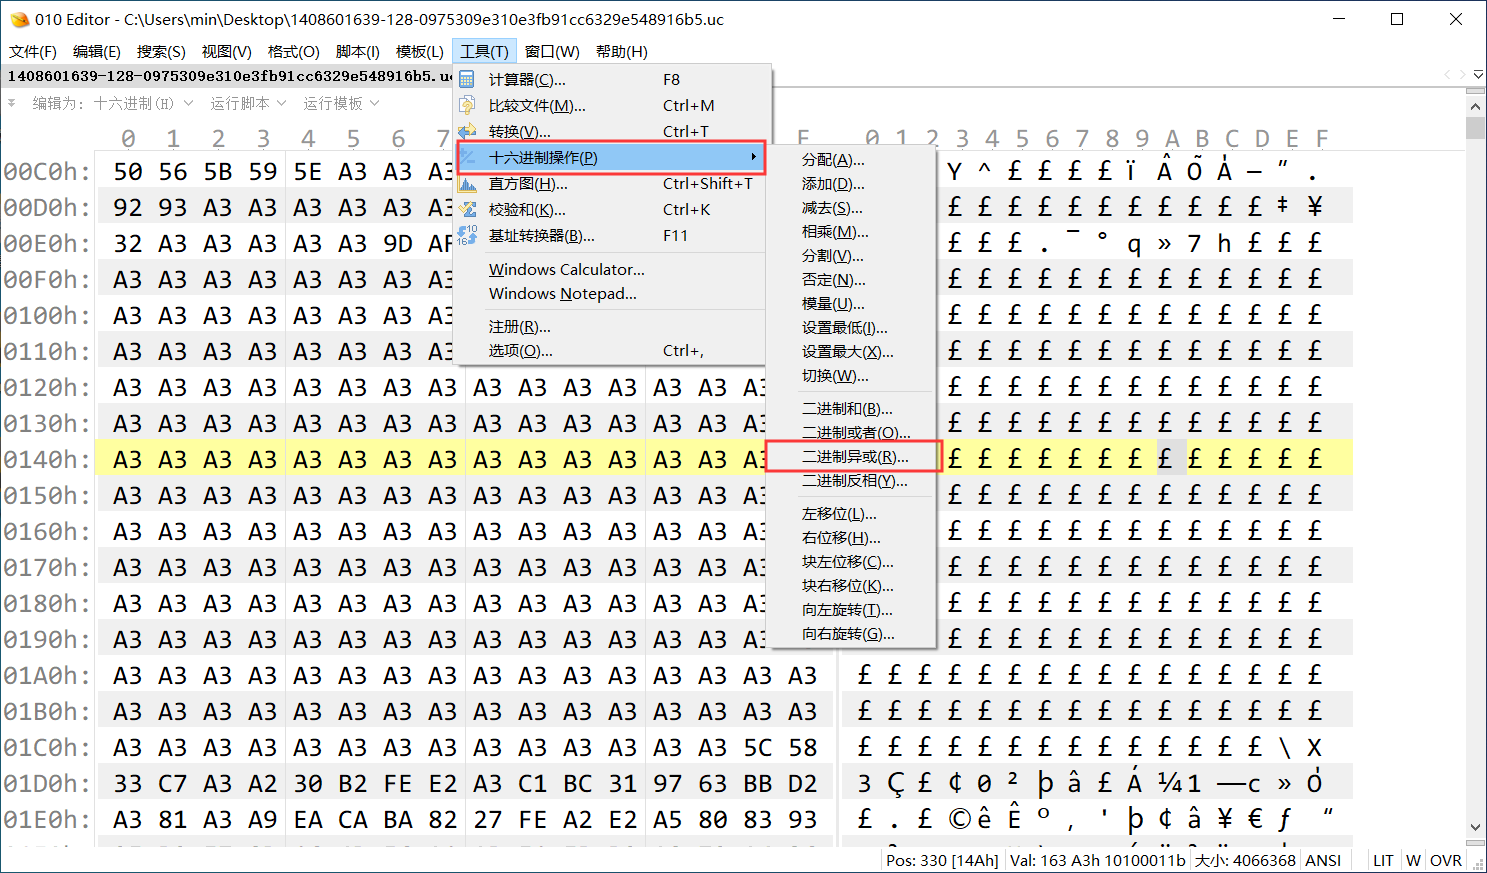 010 Editor - C:\Users\min\Desktop\1408601639-128-0975309e310e3fb91cc6329e548916b5.uc
文件(F) 编辑(E) 搜索(S) 视图(V) 格式(O) 脚本(I) 模板(L) 工具(T) 窗口(W) 帮助(H)
1408601639-128-0975309e310e3fb91cc6329e548916b5.uc
编辑为: 十六进制(H) 运行脚本 运行模板
计算器(C)... F8
比较文件(M)... Ctrl+M
转换(V)... Ctrl+T
十六进制操作(P)
直方图(H)... Ctrl+Shift+T
校验和(K)... Ctrl+K
基址转换器(B)... F11
Windows Calculator...
Windows Notepad...
注册(R)...
选项(O)... Ctrl+,
分配(A)...
添加(D)...
减去(S)...
相乘(M)...
分割(V)...
否定(N)...
模量(U)...
设置最低(I)...
设置最大(X)...
切换(W)...
二进制和(B)...
二进制或者(O)...
二进制异或(R)...
二进制反相(Y)...
左移位(L)...
右位移(H)...
块左位移(C)...
块右移位(K)...
向左旋转(T)...
向右旋转(G)...
0 1 2 3 4 5 6 7 F 0 1 2 3 4 5 6 7 8 9 A B C D E F
00C0h: 50 56 5B 59 5E A3 A3 A3 Y ^ £ £ £ £ Ï Â Õ À – " .
00D0h: 92 93 A3 A3 A3 A3 A3 A3 £ £ £ £ £ £ £ £ £ £ £ ‡ ¥
00E0h: 32 A3 A3 A3 A3 A3 9D AF £ £ £ . ¯ ° q » 7 h £ £ £
00F0h: A3 A3 A3 A3 A3 A3 A3 A3 £ £ £ £ £ £ £ £ £ £ £ £ £
0100h: A3 A3 A3 A3 A3 A3 A3 A3 £ £ £ £ £ £ £ £ £ £ £ £ £
0110h: A3 A3 A3 A3 A3 A3 A3 A3 £ £ £ £ £ £ £ £ £ £ £ £ £
0120h: A3 A3 A3 A3 A3 A3 A3 A3 A3 A3 A3 A3 A3 A3 A3 £ £ £ £ £ £ £ £ £ £ £ £ £
0130h: A3 A3 A3 A3 A3 A3 A3 A3 A3 A3 A3 A3 A3 A3 A3 £ £ £ £ £ £ £ £ £ £ £ £ £
0140h: A3 A3 A3 A3 A3 A3 A3 A3 A3 A3 A3 A3 A3 A3 A3 £ £ £ £ £ £ £ £ £ £ £ £ £
0150h: A3 A3 A3 A3 A3 A3 A3 A3 A3 A3 A3 A3 A3 A3 A3 £ £ £ £ £ £ £ £ £ £ £ £ £
0160h: A3 A3 A3 A3 A3 A3 A3 A3 A3 A3 A3 A3 A3 A3 A3 £ £ £ £ £ £ £ £ £ £ £ £ £
0170h: A3 A3 A3 A3 A3 A3 A3 A3 A3 A3 A3 A3 A3 A3 A3 £ £ £ £ £ £ £ £ £ £ £ £ £
0180h: A3 A3 A3 A3 A3 A3 A3 A3 A3 A3 A3 A3 A3 A3 A3 £ £ £ £ £ £ £ £ £ £ £ £ £
0190h: A3 A3 A3 A3 A3 A3 A3 A3 A3 A3 A3 A3 A3 A3 A3 £ £ £ £ £ £ £ £ £ £ £ £ £
01A0h: A3 A3 A3 A3 A3 A3 A3 A3 A3 A3 A3 A3 A3 A3 A3 A3 £ £ £ £ £ £ £ £ £ £ £ £ £ £ £ £
01B0h: A3 A3 A3 A3 A3 A3 A3 A3 A3 A3 A3 A3 A3 A3 A3 A3 £ £ £ £ £ £ £ £ £ £ £ £ £ £ £ £
01C0h: A3 A3 A3 A3 A3 A3 A3 A3 A3 A3 A3 A3 A3 A3 5C 58 £ £ £ £ £ £ £ £ £ £ £ £ £ £ \ X
01D0h: 33 C7 A3 A2 30 B2 FE E2 A3 C1 BC 31 97 63 BB D2 3 Ç £ ¢ 0 ² þ â £ Á ¼ 1 — c » Ò
01E0h: A3 81 A3 A9 EA CA BA 82 27 FE A2 E2 A5 80 83 93 £ . £ © ê Ê º ‚ ' þ ¢ â ¥ € ƒ “
Pos: 330 [14Ah] Val: 163 A3h 10100011b 大小: 4066368 ANSI LIT W OVR